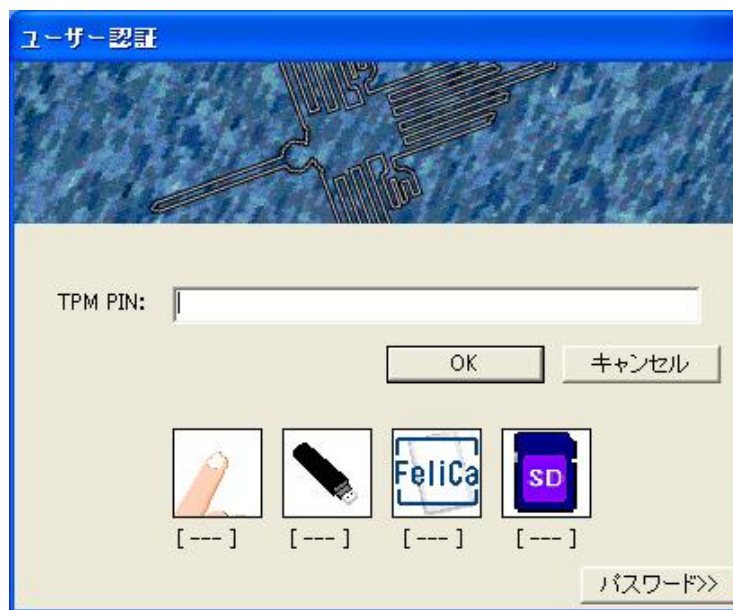 ユーザー認証
TPM PIN:
OK キャンセル
FeliCa SD
[ --- ] [ --- ] [ --- ] [ --- ]
パスワード>>